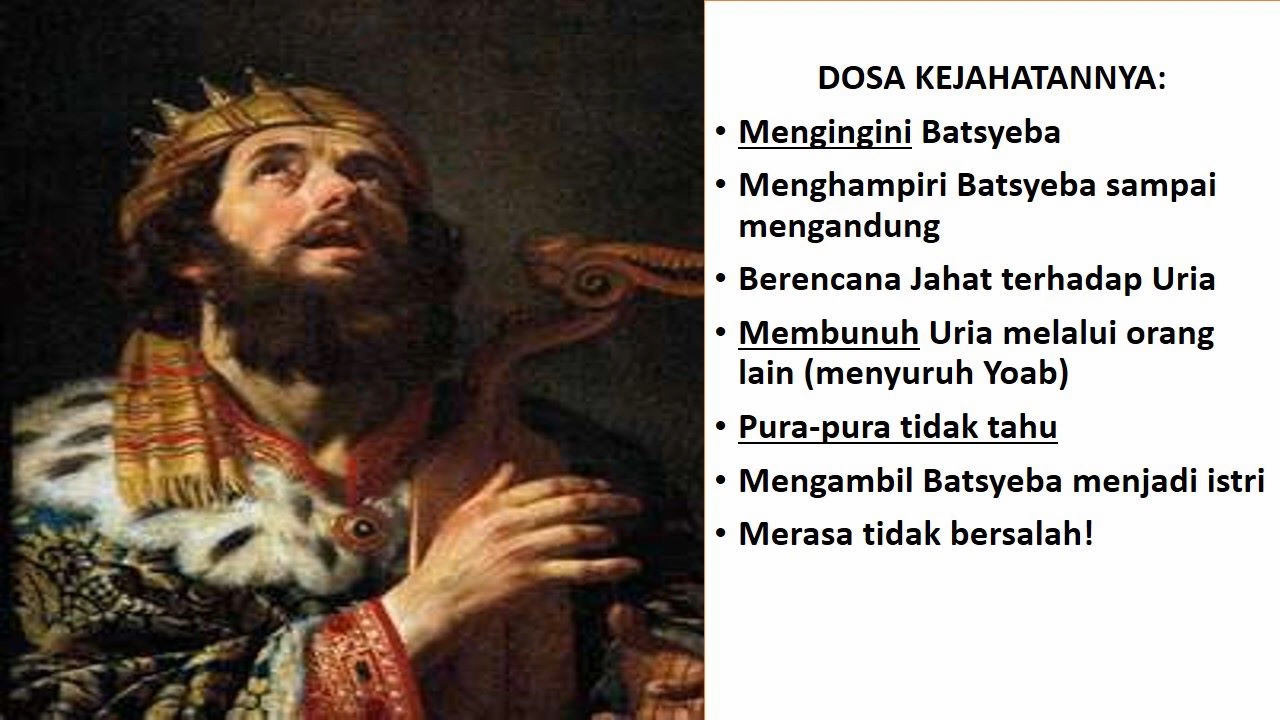 DOSA KEJAHATANNYA:
• Mengingini Batsyeba
• Menghampiri Batsyeba sampai
mengandung
• Berencana Jahat terhadap Uria
• Membunuh Uria melalui orang
lain (menyuruh Yoab)
• Pura-pura tidak tahu
• Mengambil Batsyeba menjadi istri
• Merasa tidak bersalah!